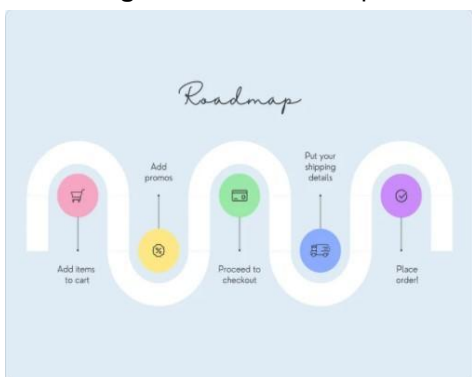 Roadmap
Add items
to cart
Add
promos
Proceed to
checkout
Put your
shipping
details
Place
order!